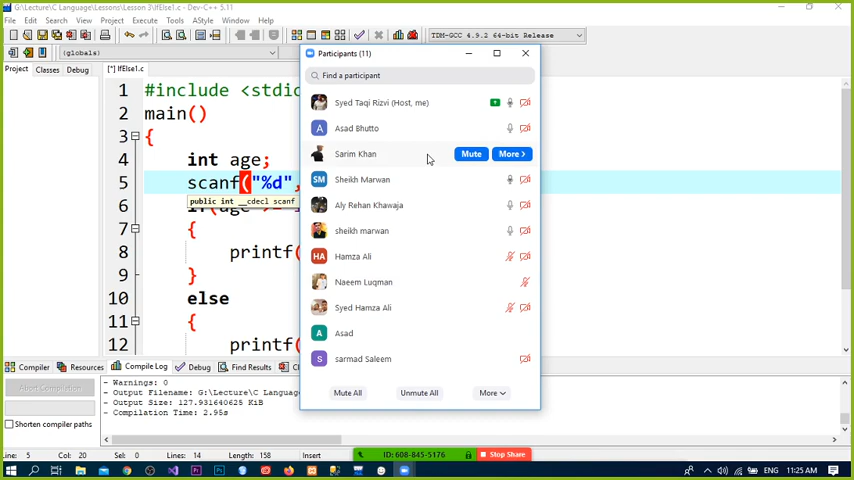 G:\Lecture\C Language\Lessons\Lesson 3\IfElse1.c - Dev-C++ 5.11
File Edit Search View Project Execute Tools AStyle Window Help
TDM-GCC 4.9.2 64-bit Release
(globals)
Project Classes Debug
[*] IfElse1.c
1 #include <stdi
2 main()
3 {
4 int age;
5 scanf("%d",
public int __cdecl scanf
7 {
8 printf(
9 }
10 else
11 {
12 printf(
Participants (11)
Find a participant
Syed Taqi Rizvi (Host, me)
A Asad Bhutto
Sarim Khan Mute More >
SM Sheikh Marwan
Aly Rehan Khawaja
sheikh marwan
HA Hamza Ali
Naeem Luqman
Syed Hamza Ali
A Asad
S sarmad Saleem
Mute All Unmute All More
Compiler Resources Compile Log Debug Find Results Cl
Abort Compilation
Shorten compiler paths
- Warnings: 0
- Output Filename: G:\Lecture\C Langua
- Output Size: 127.931640625 KiB
- Compilation Time: 2.95s
Line: 5 Col: 20 Sel: 0 Lines: 14 Length: 158 Insert
ID: 608-845-5176 Stop Share
ENG 11:25 AM